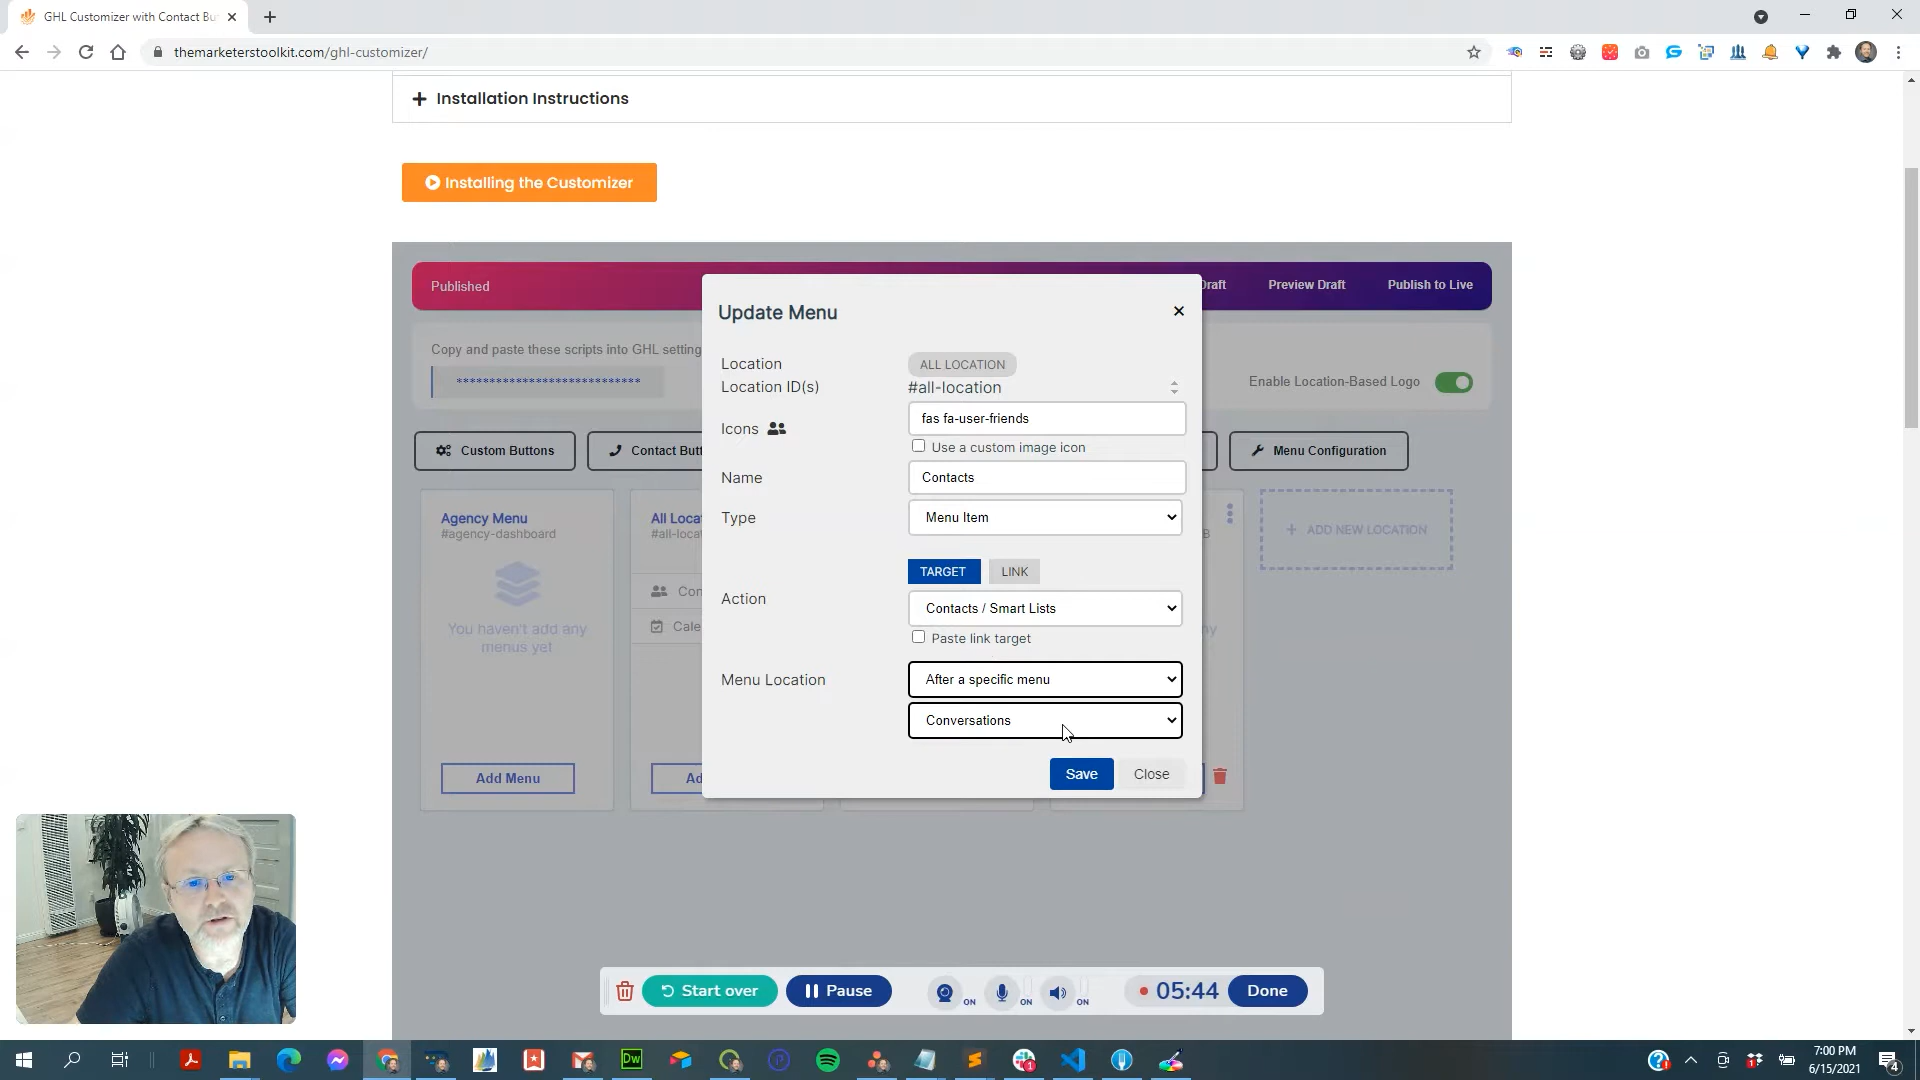 GHL Customizer with Contact Bu
themarketerstoolkit.com/ghl-customizer/
Installation Instructions
Installing the Customizer
Published
Draft
Preview Draft
Publish to Live
Copy and paste these scripts into GHL setting
****************************
Enable Location-Based Logo
Custom Buttons
Contact Butt
Menu Configuration
Agency Menu
#agency-dashboard
You haven't add any
menus yet
Add Menu
All Loca
#all-loca
Con
Cale
Ad
B
ny
+ ADD NEW LOCATION
Update Menu
Location
ALL LOCATION
Location ID(s)
#all-location
Icons
fas fa-user-friends
Use a custom image icon
Name
Contacts
Type
Menu Item
TARGET
LINK
Action
Contacts / Smart Lists
Paste link target
Menu Location
After a specific menu
Conversations
Save
Close
Start over
Pause
ON
ON
ON
05:44
Done
Dw
7:00 PM
6/15/2021
4